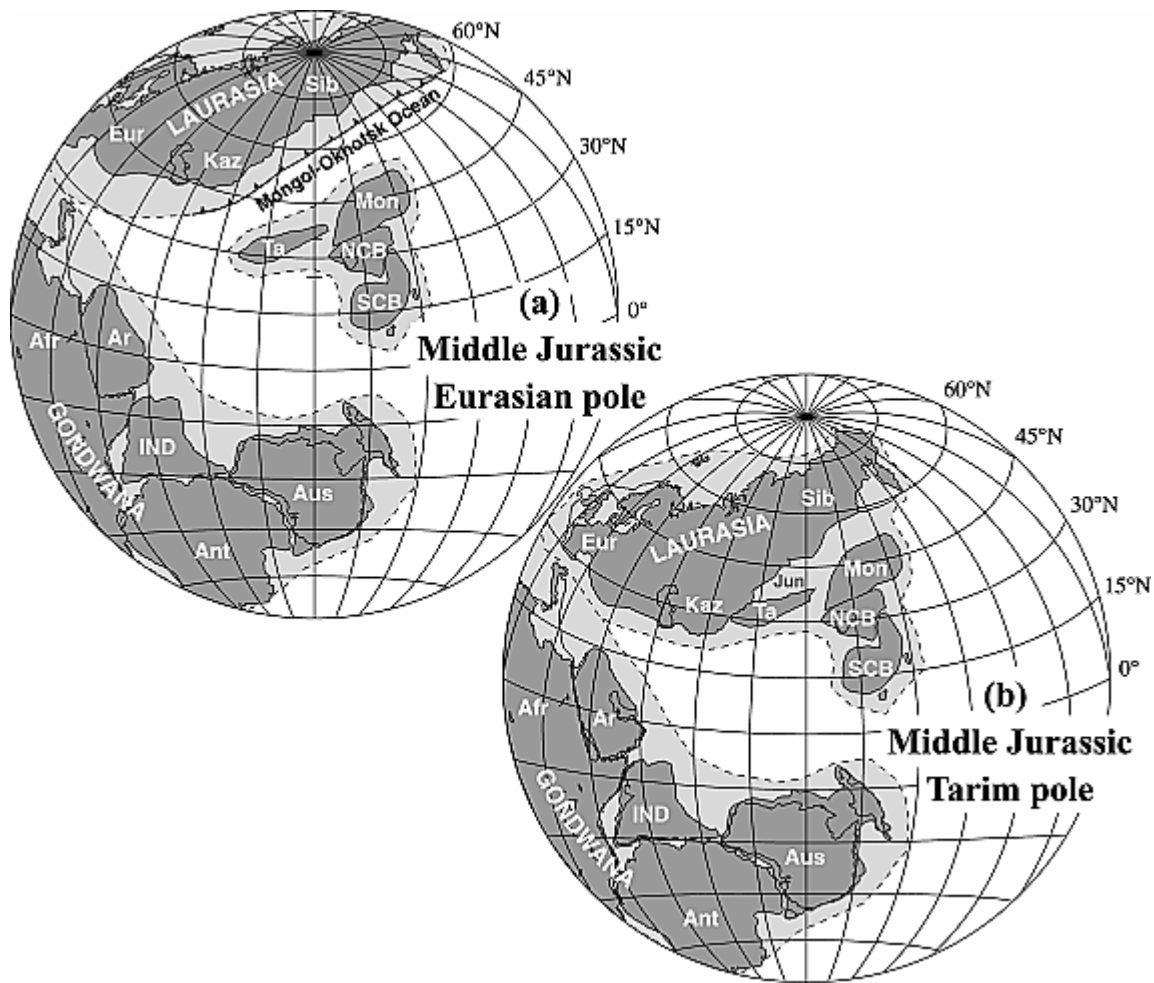 60°N
45°N
30°N
15°N
0°
Sib
LAURASIA
Eur
Kaz
Mongol-Okhotsk Ocean
Mon
Ta
NCB
SCB
Afr
Ar
GONDWANA
IND
Aus
Ant
(a)
Middle Jurassic
Eurasian pole
60°N
45°N
30°N
15°N
0°
Sib
LAURASIA
Eur
Jun
Mon
Kaz
Ta
NCB
SCB
Afr
Ar
GONDWANA
IND
Aus
Ant
(b)
Middle Jurassic
Tarim pole